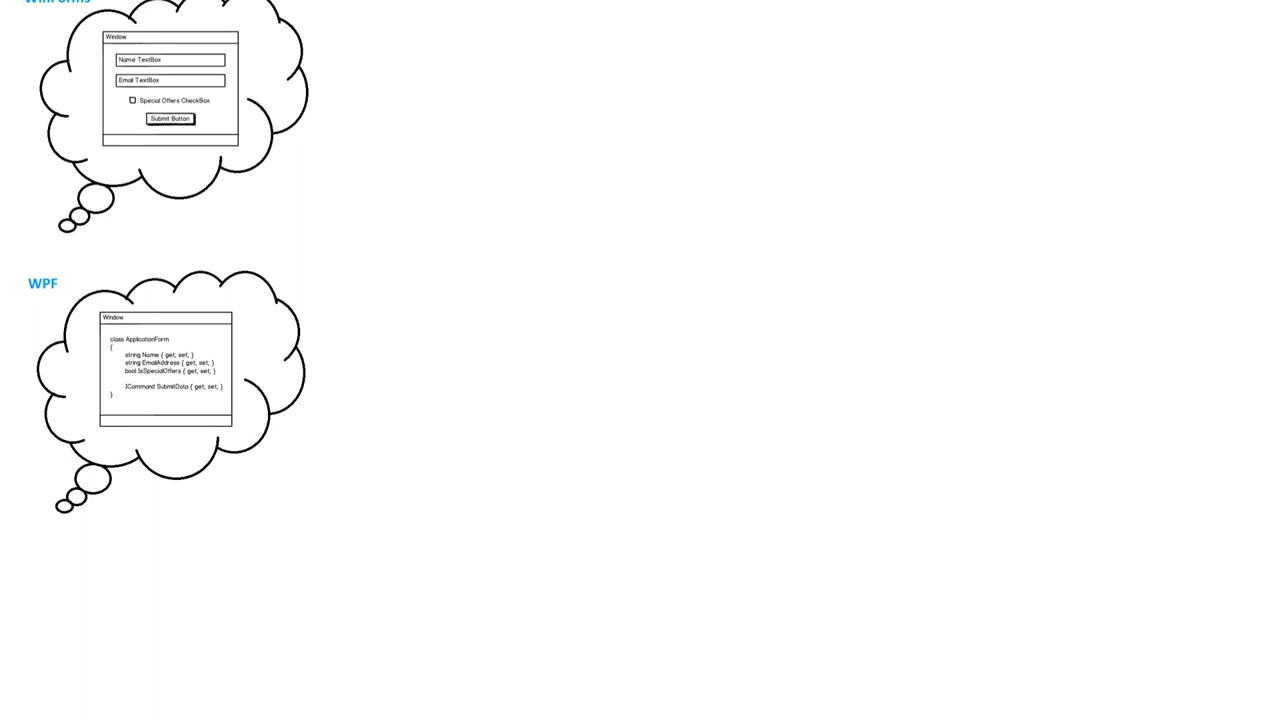 WinForms
Window
Name TextBox
Email TextBox
Special Offers CheckBox
Submit Button
WPF
Window
class ApplicationForm
{
string Name { get; set; }
string EmailAddress { get; set; }
bool IsSpecialOffers { get; set; }
ICommand SubmitData { get; set; }
}